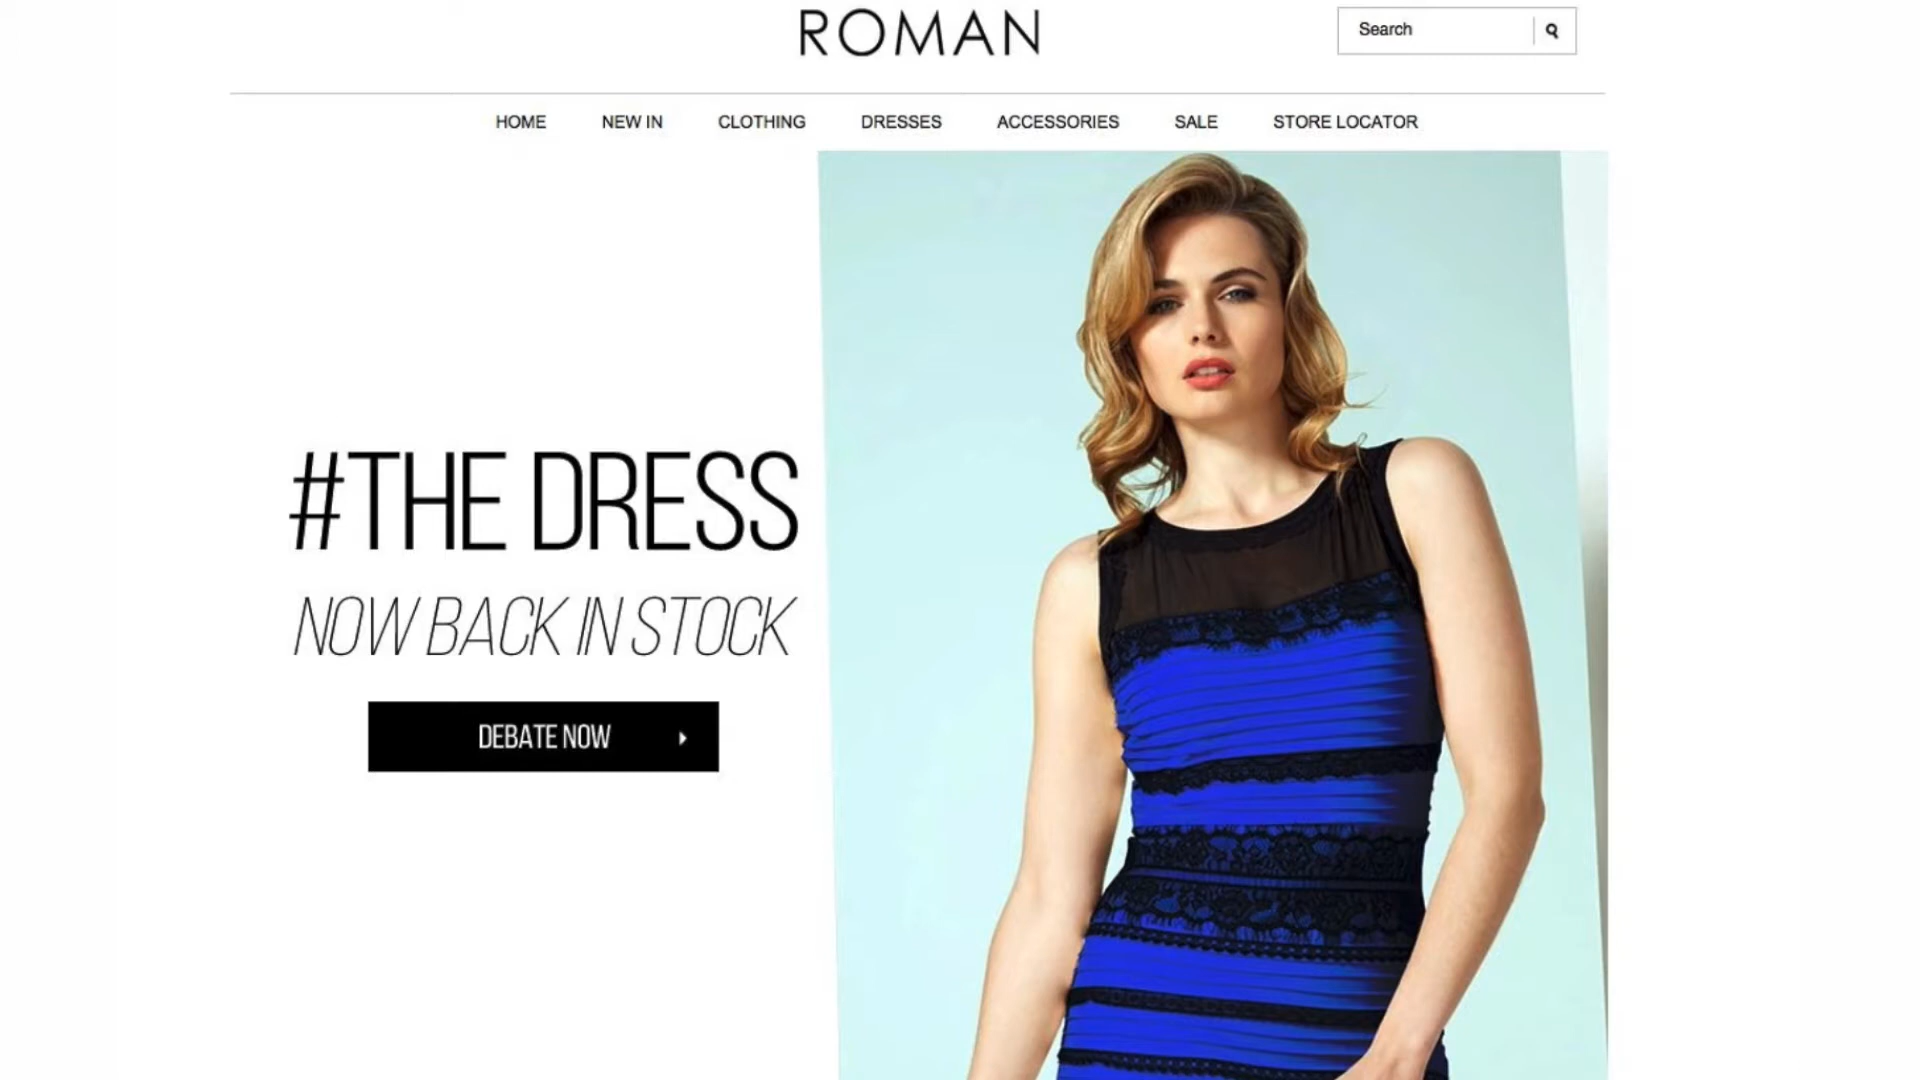 ROMAN
Search
HOME NEW IN CLOTHING DRESSES ACCESSORIES SALE STORE LOCATOR
#THE DRESS
NOW BACK IN STOCK
DEBATE NOW